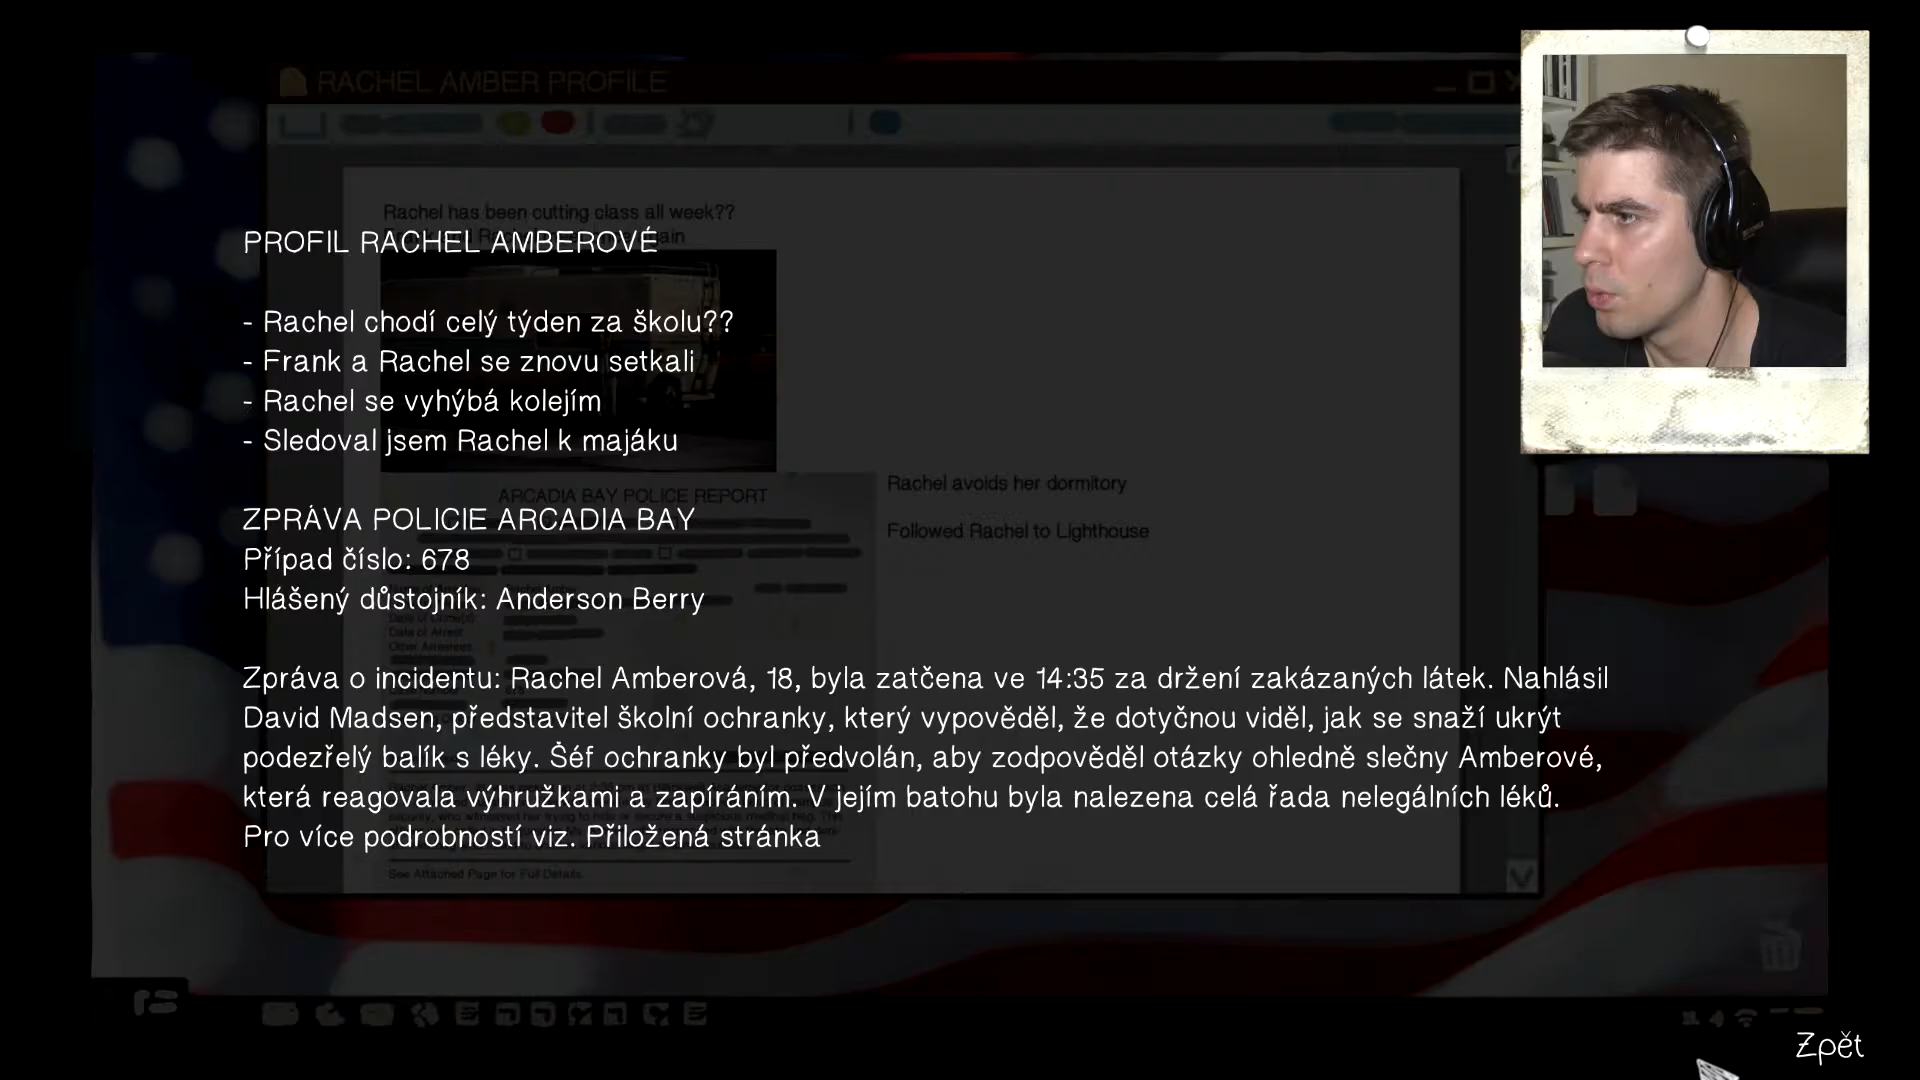 RACHEL AMBER PROFILE
Rachel has been cutting class all week??
PROFIL RACHEL AMBEROVÉ
- Rachel chodí celý týden za školu??
- Frank a Rachel se znovu setkali
- Rachel se vyhýbá kolejím
- Sledoval jsem Rachel k majáku
Rachel avoids her dormitory
ARCADIA BAY POLICE REPORT
ZPRÁVA POLICIE ARCADIA BAY
Followed Rachel to Lighthouse
Případ číslo: 678
Hlášený důstojník: Anderson Berry
Date of Arrest
Other Arrestees
Zpráva o incidentu: Rachel Amberová, 18, byla zatčena ve 14:35 za držení zakázaných látek. Nahlásil
David Madsen, představitel školní ochranky, který vypověděl, že dotyčnou viděl, jak se snaží ukrýt
podezřelý balík s léky. Šéf ochranky byl předvolán, aby zodpověděl otázky ohledně slečny Amberové,
která reagovala výhružkami a zapíráním. V jejím batohu byla nalezena celá řada nelegálních léků.
Pro více podrobností viz. Přiložená stránka
See Attached Page for Full Details.
Zpět